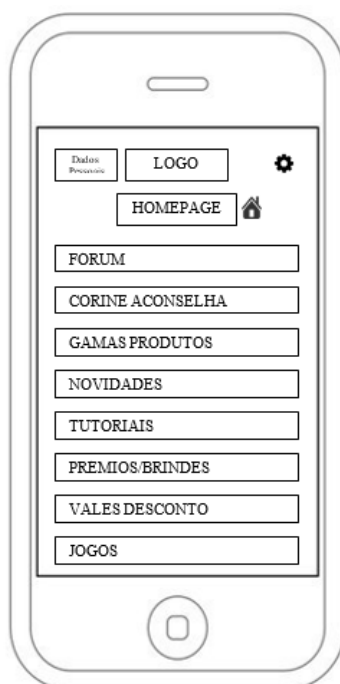 Dados
Pessoais
LOGO
HOMEPAGE
FORUM
CORINE ACONSELHA
GAMAS PRODUTOS
NOVIDADES
TUTORIAIS
PREMIOS/BRINDES
VALES DESCONTO
JOGOS